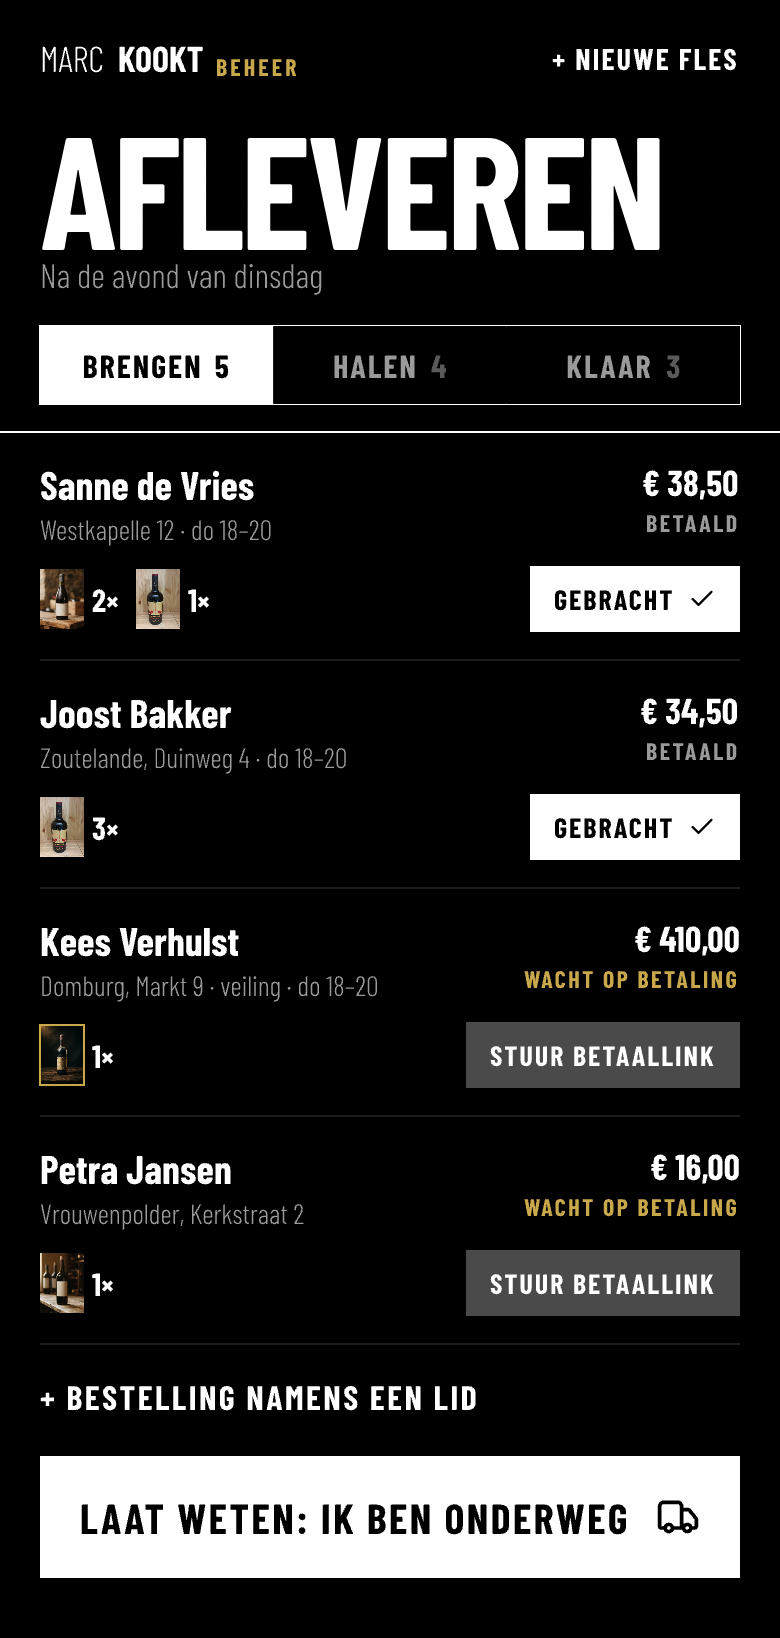 MARC KOOKT BEHEER
+ NIEUWE FLES
AFLEVEREN
Na de avond van dinsdag
BRENGEN 5
HALEN 4
KLAAR 3
Sanne de Vries
€ 38,50
Westkapelle 12 · do 18–20
BETAALD
2×
1×
GEBRACHT
Joost Bakker
€ 34,50
Zoutelande, Duinweg 4 · do 18–20
BETAALD
3×
GEBRACHT
Kees Verhulst
€ 410,00
Domburg, Markt 9 · veiling · do 18–20
WACHT OP BETALING
1×
STUUR BETAALLINK
Petra Jansen
€ 16,00
Vrouwenpolder, Kerkstraat 2
WACHT OP BETALING
1×
STUUR BETAALLINK
+ BESTELLING NAMENS EEN LID
LAAT WETEN: IK BEN ONDERWEG